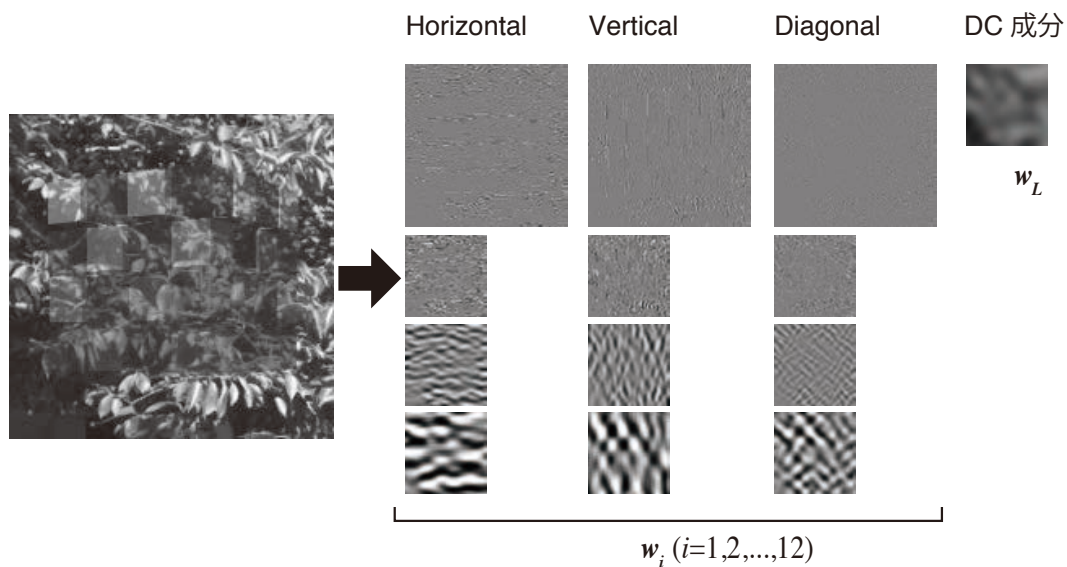 Horizontal Vertical Diagonal DC 成分
w_L
w_i (i=1,2,...,12)